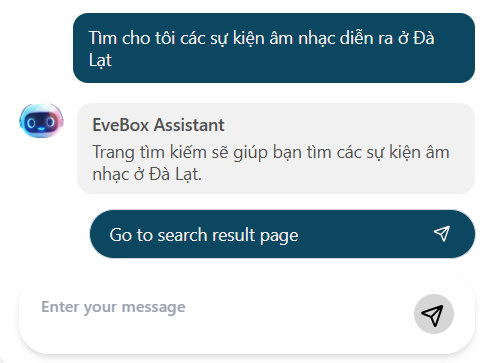 Tìm cho tôi các sự kiện âm nhạc diễn ra ở Đà
Lạt
EveBox Assistant
Trang tìm kiếm sẽ giúp bạn tìm các sự kiện âm
nhạc ở Đà Lạt.
Go to search result page
Enter your message